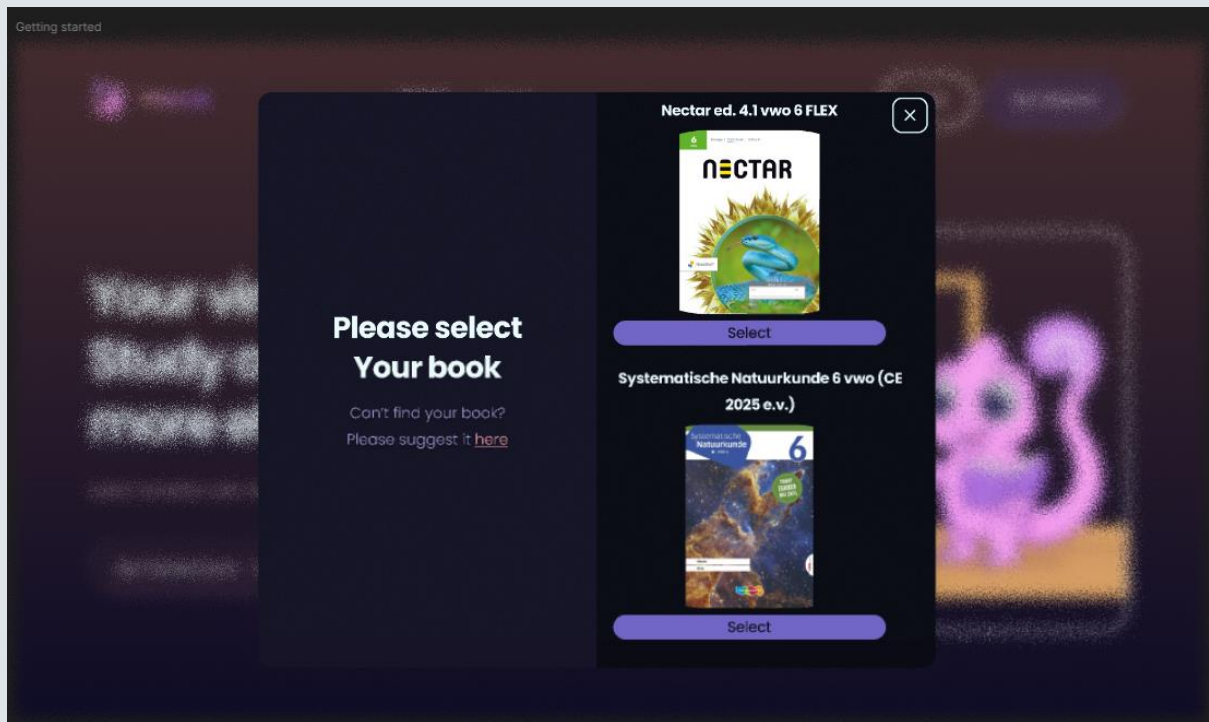 Getting started
Please select
Your book
Can't find your book?
Please suggest it here
Nectar ed. 4.1 vwo 6 FLEX
6
NECTAR
Select
Systematische Natuurkunde 6 vwo (CE
2025 e.v.)
Systematische
Natuurkunde
6
Select